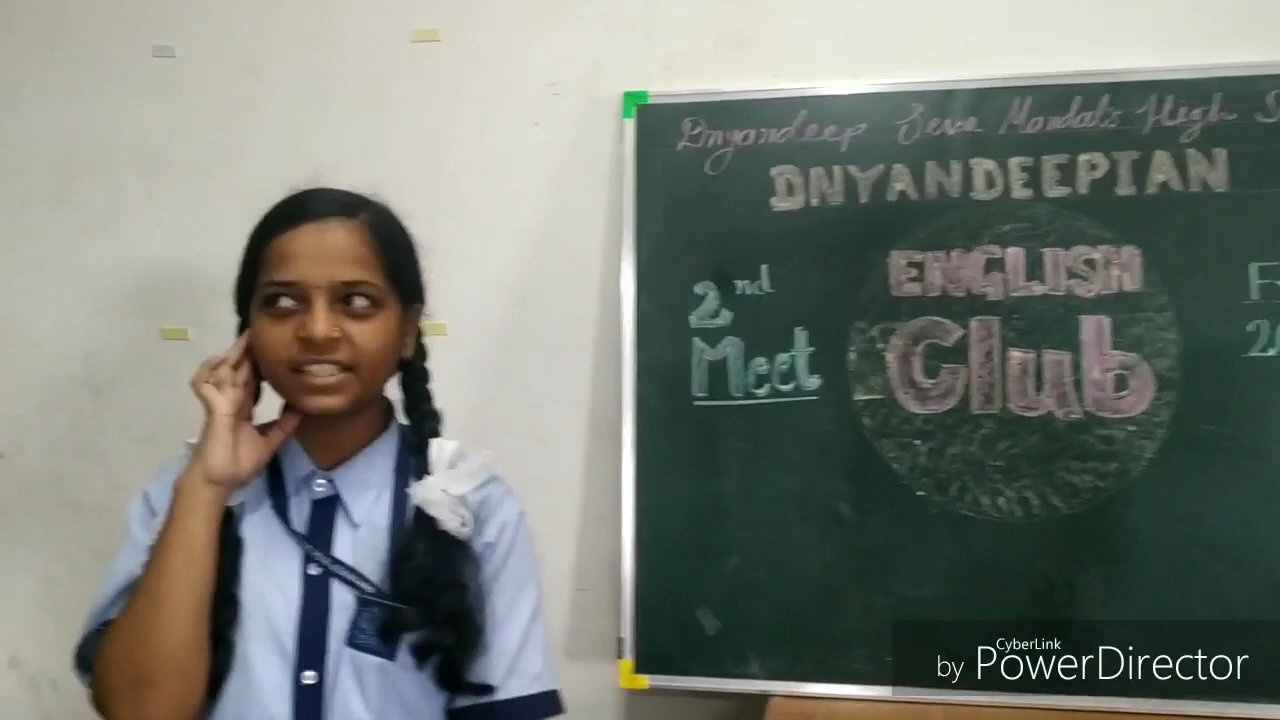 Dnyandeep Seva Mandal's High S
DNYANDEEPIAN
ENGLISH
Club
2nd
Meet
CyberLink
by PowerDirector